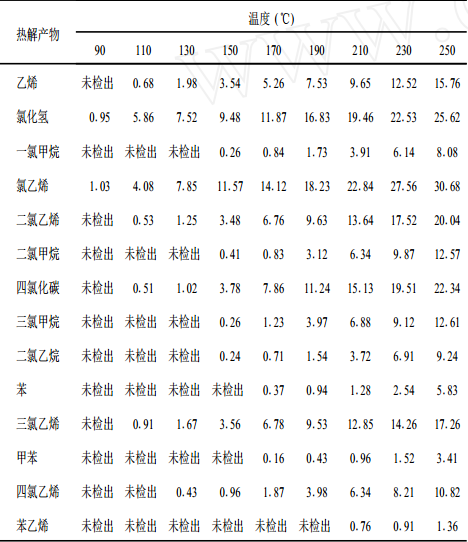 热解产物 温度(℃)
90 110 130 150 170 190 210 230 250
乙烯 未检出 0.68 1.98 3.54 5.26 7.53 9.65 12.52 15.76
氯化氢 0.95 5.86 7.52 9.48 11.87 16.83 19.46 22.53 25.62
一氯甲烷 未检出 未检出 未检出 0.26 0.84 1.73 3.91 6.14 8.08
氯乙烯 1.03 4.08 7.85 11.57 14.12 18.23 22.84 27.56 30.68
二氯乙烯 未检出 0.53 1.25 3.48 6.76 9.63 13.64 17.52 20.04
二氯甲烷 未检出 未检出 未检出 0.41 0.83 3.12 6.34 9.87 12.57
四氯化碳 未检出 0.51 1.02 3.78 7.86 11.24 15.13 19.51 22.34
三氯甲烷 未检出 未检出 未检出 0.26 1.23 3.97 6.88 9.12 12.61
二氯乙烷 未检出 未检出 未检出 0.24 0.71 1.54 3.72 6.91 9.24
苯 未检出 未检出 未检出 未检出 0.37 0.94 1.28 2.54 5.83
三氯乙烯 未检出 0.91 1.67 3.56 6.78 9.53 12.85 14.26 17.26
甲苯 未检出 未检出 未检出 未检出 0.16 0.43 0.96 1.52 3.41
四氯乙烯 未检出 未检出 0.43 0.96 1.87 3.98 6.34 8.21 10.82
苯乙烯 未检出 未检出 未检出 未检出 未检出 未检出 0.76 0.91 1.36